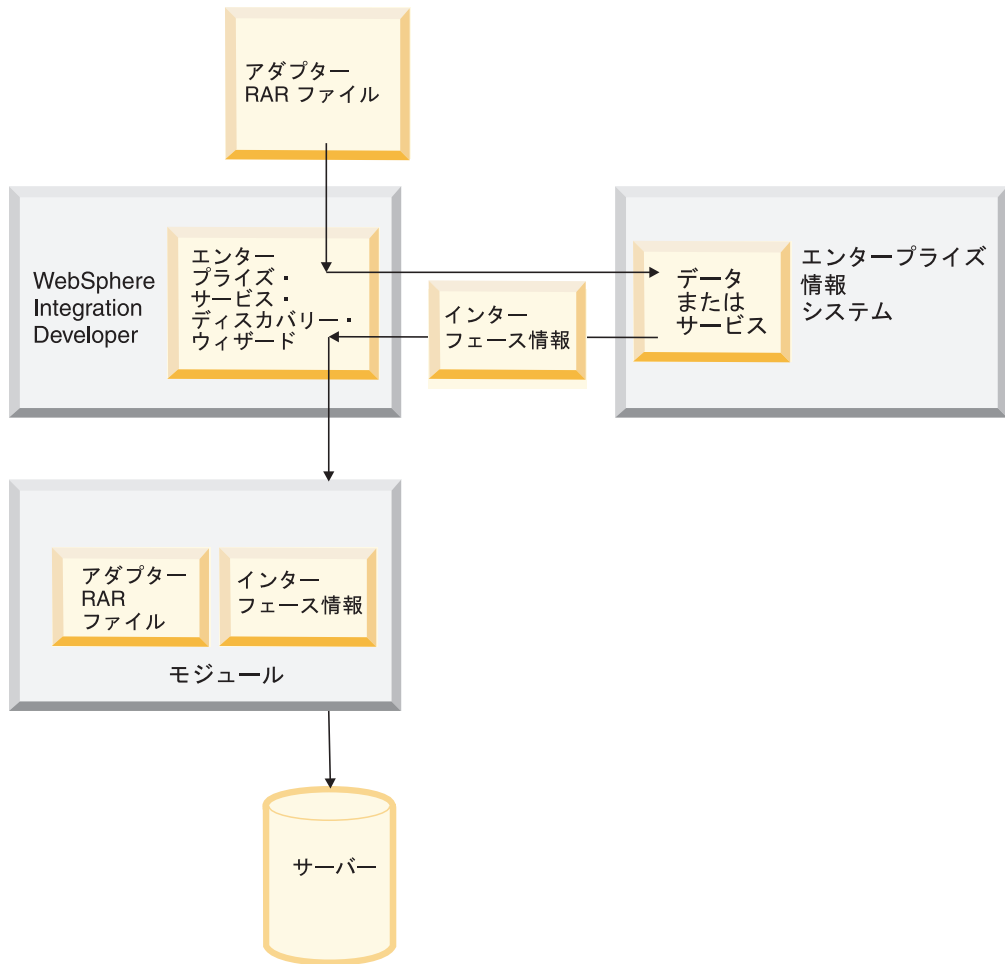 アダプター
RAR ファイル
WebSphere
Integration
Developer
エンター
プライズ・
サービス・
ディスカバリー・
ウィザード
インター
フェース情報
データ
または
サービス
エンタープライズ
情報
システム
アダプター
RAR
ファイル
インター
フェース情報
モジュール
サーバー